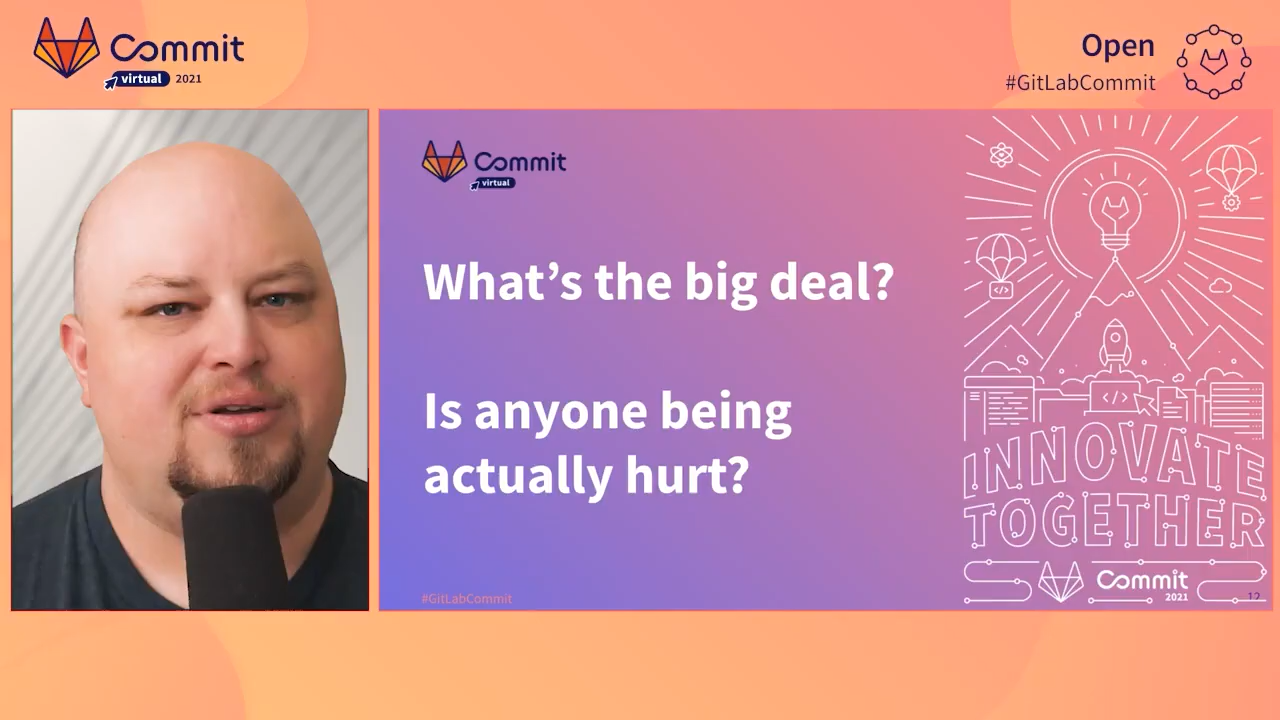 Commit
virtual 2021
Open
#GitLabCommit
Commit
virtual
What's the big deal?
Is anyone being
actually hurt?
#GitLabCommit
</>
</>
INNOVATE
TOGETHER
Commit
2021
12